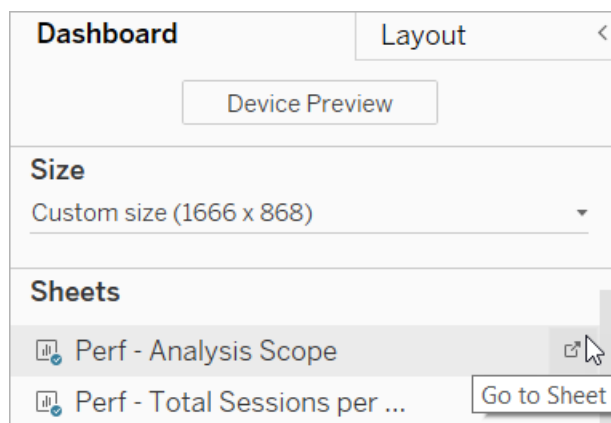 Dashboard
Layout
Device Preview
Size
Custom size (1666 x 868)
Sheets
Perf - Analysis Scope
Perf - Total Sessions per ...
Go to Sheet